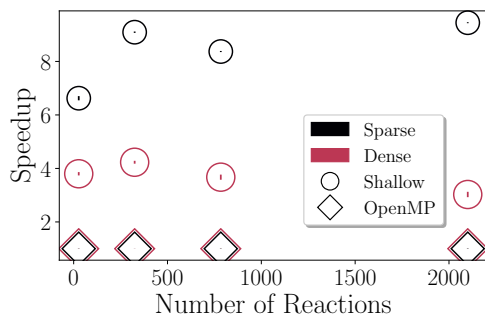 8
6
4
2
Speedup
Sparse
Dense
Shallow
OpenMP
0 500 1000 1500 2000
Number of Reactions